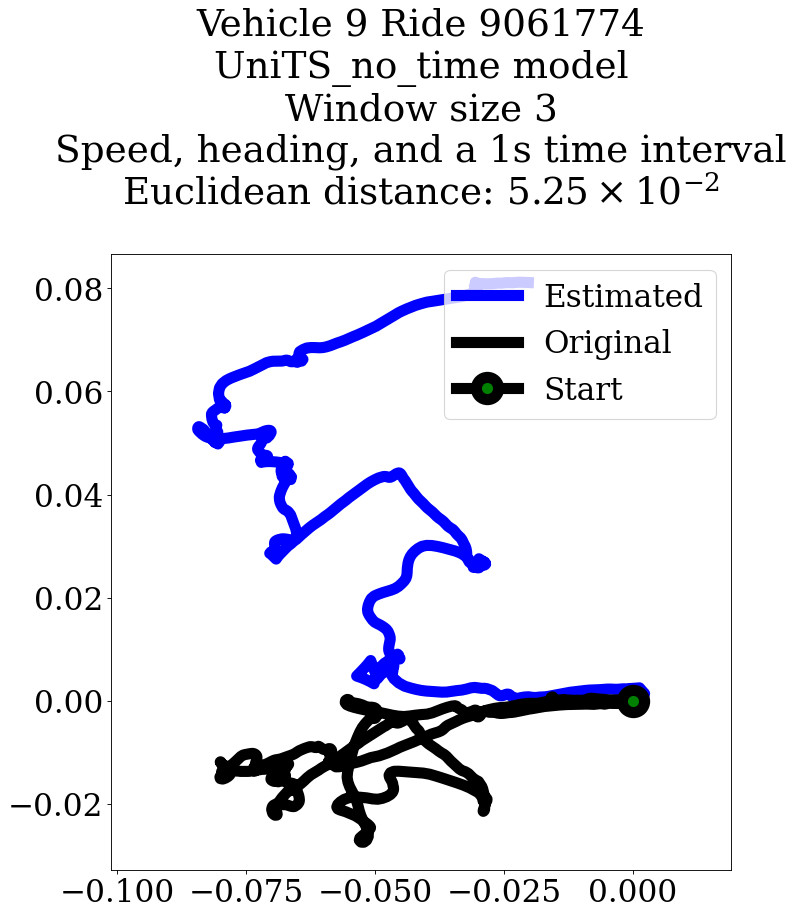 Vehicle 9 Ride 9061774
UniTS_no_time model
Window size 3
Speed, heading, and a 1s time interval
Euclidean distance: 5.25 × 10⁻²
0.08
0.06
0.04
0.02
0.00
−0.02
Estimated
Original
Start
−0.100 −0.075 −0.050 −0.025 0.000